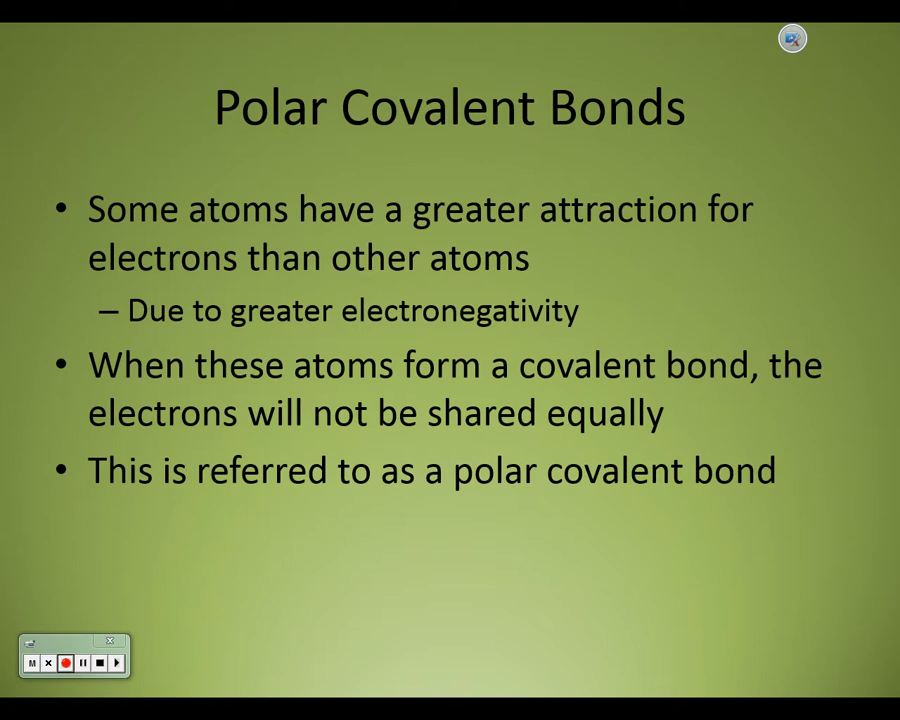 Polar Covalent Bonds
• Some atoms have a greater attraction for
electrons than other atoms
– Due to greater electronegativity
• When these atoms form a covalent bond, the
electrons will not be shared equally
• This is referred to as a polar covalent bond
M